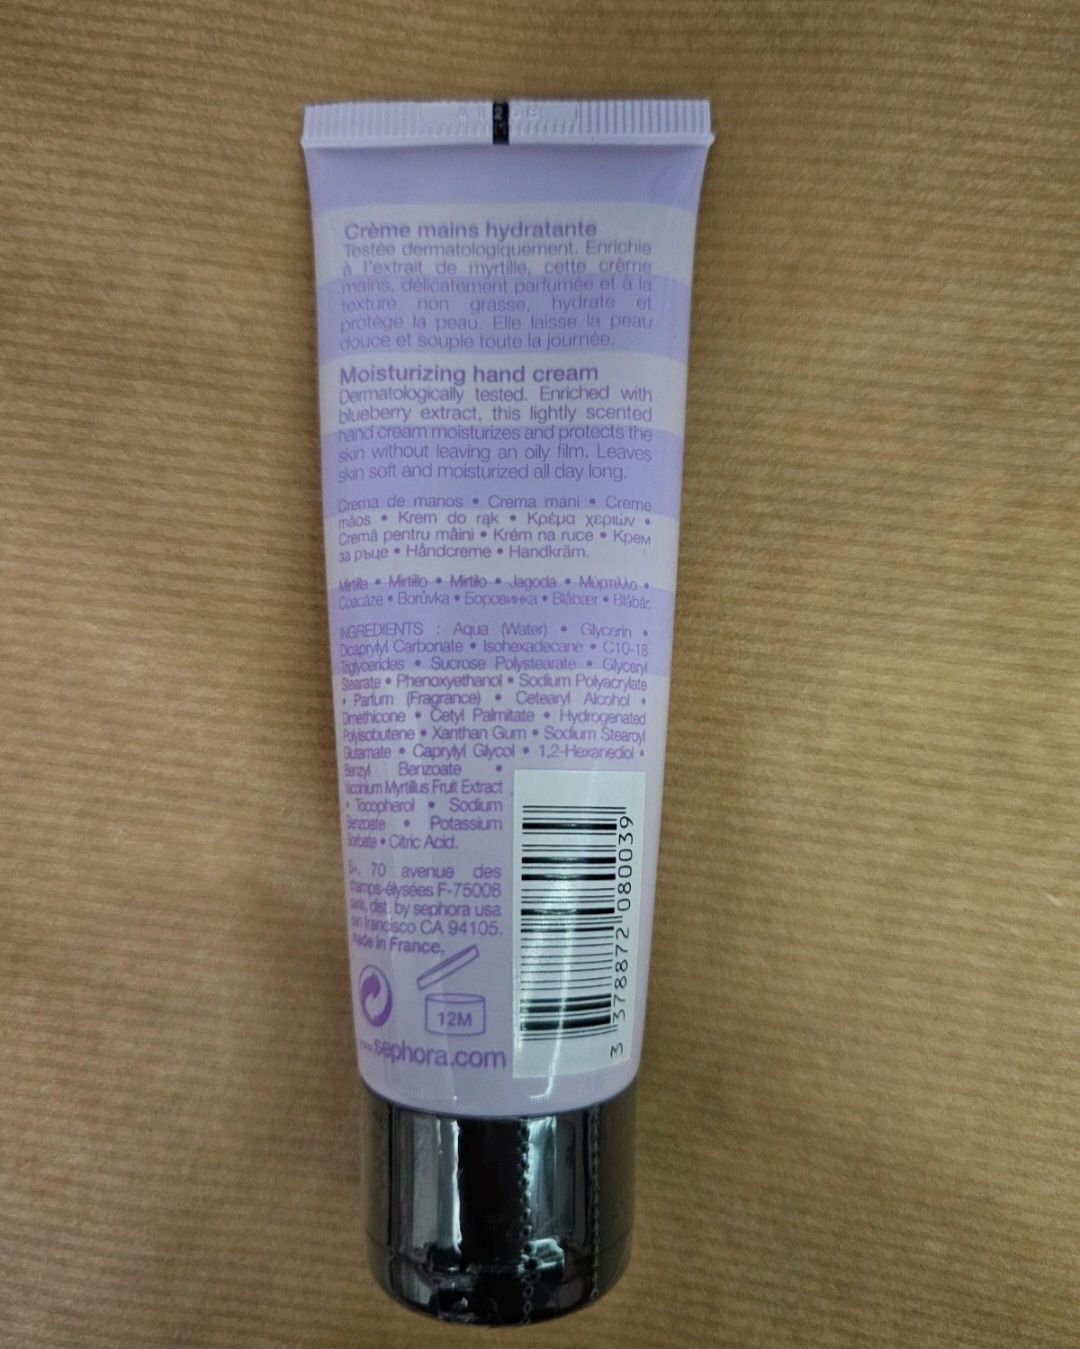 Crème mains hydratante
Testée dermatologiquement. Enrichie
à l'extrait de myrtille, cette crème
mains, délicatement parfumée et à la
texture non grasse, hydrate et
protège la peau. Elle laisse la peau
douce et souple toute la journée.
Moisturizing hand cream
Dermatologically tested. Enriched with
blueberry extract, this lightly scented
hand cream moisturizes and protects the
skin without leaving an oily film. Leaves
skin soft and moisturized all day long.
Crema de manos • Crema mani • Creme
mãos • Krem do rąk • Κρέμα χεριών •
Cremă pentru mâini • Krém na ruce • Крем
за ръце • Håndcreme • Handkräm.
Mirtilla • Mirtillo • Mirtilo • Jagoda • Μύρτιλλο •
Coacăze • Borůvka • Боровинка • Blåbær • Blåbär.
INGREDIENTS : Aqua (Water) • Glycerin •
Dicaprylyl Carbonate • Isohexadecane • C10-18
Triglycerides • Sucrose Polystearate • Glyceryl
Stearate • Phenoxyethanol • Sodium Polyacrylate
• Parfum (Fragrance) • Cetearyl Alcohol •
Dimethicone • Cetyl Palmitate • Hydrogenated
Polyisobutene • Xanthan Gum • Sodium Stearoyl
Glutamate • Caprylyl Glycol • 1,2-Hexanediol •
Benzyl Benzoate •
Vaccinium Myrtillus Fruit Extract
• Tocopherol • Sodium
Benzoate • Potassium
Sorbate • Citric Acid.
S+, 70 avenue des
champs-élysées F-75008
paris, dist. by sephora usa
san francisco CA 94105.
made in France.
12M
www.sephora.com
3 378872 080039